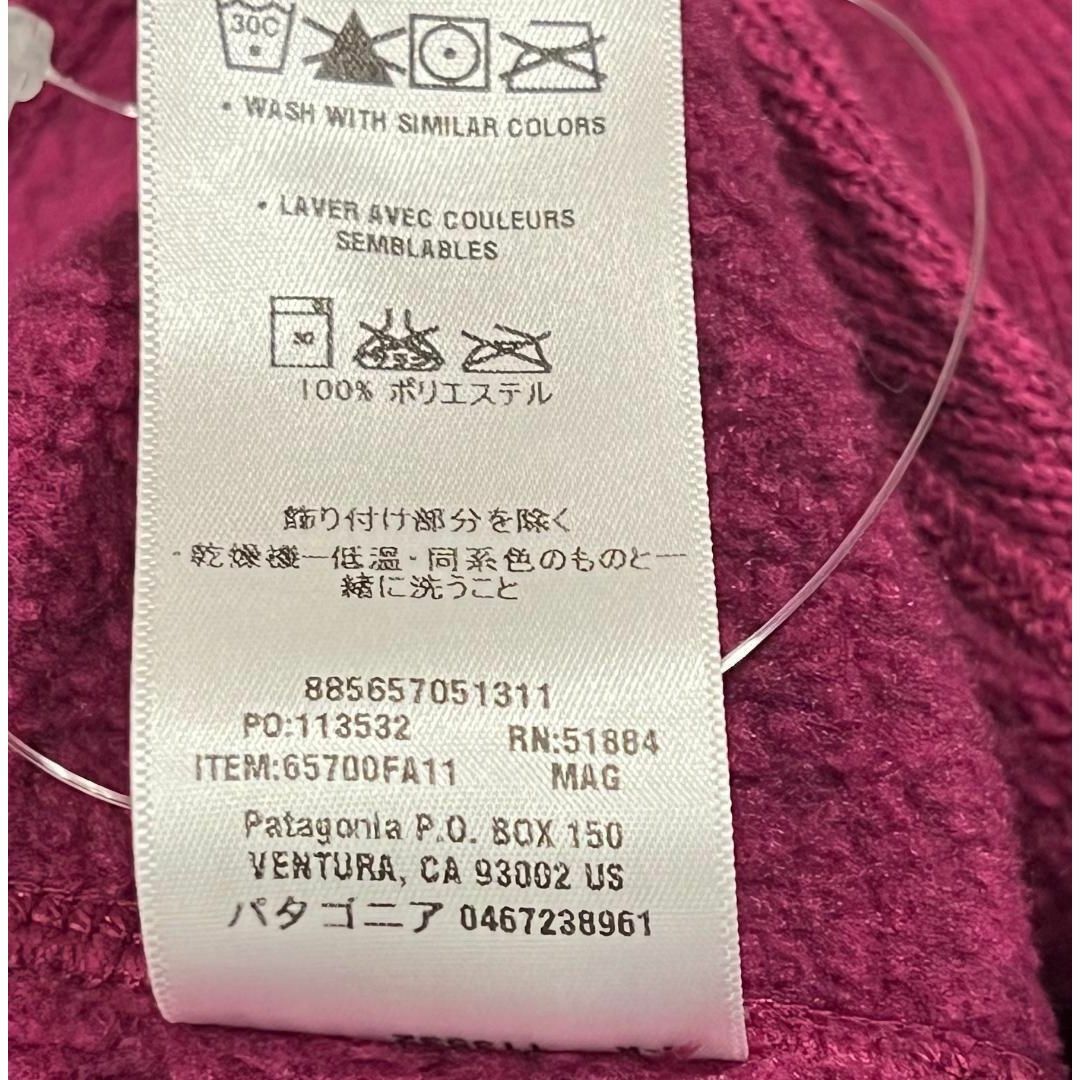 30C
• WASH WITH SIMILAR COLORS
• LAVER AVEC COULEURS
SEMBLABLES
30
100% ポリエステル
飾り付け部分を除く
・乾燥機一低温・同系色のものと一
緒に洗うこと
885657051311
PO:113532 RN:51884
ITEM:65700FA11 MAG
Patagonia P.O. BOX 150
VENTURA, CA 93002 US
パタゴニア 0467238961